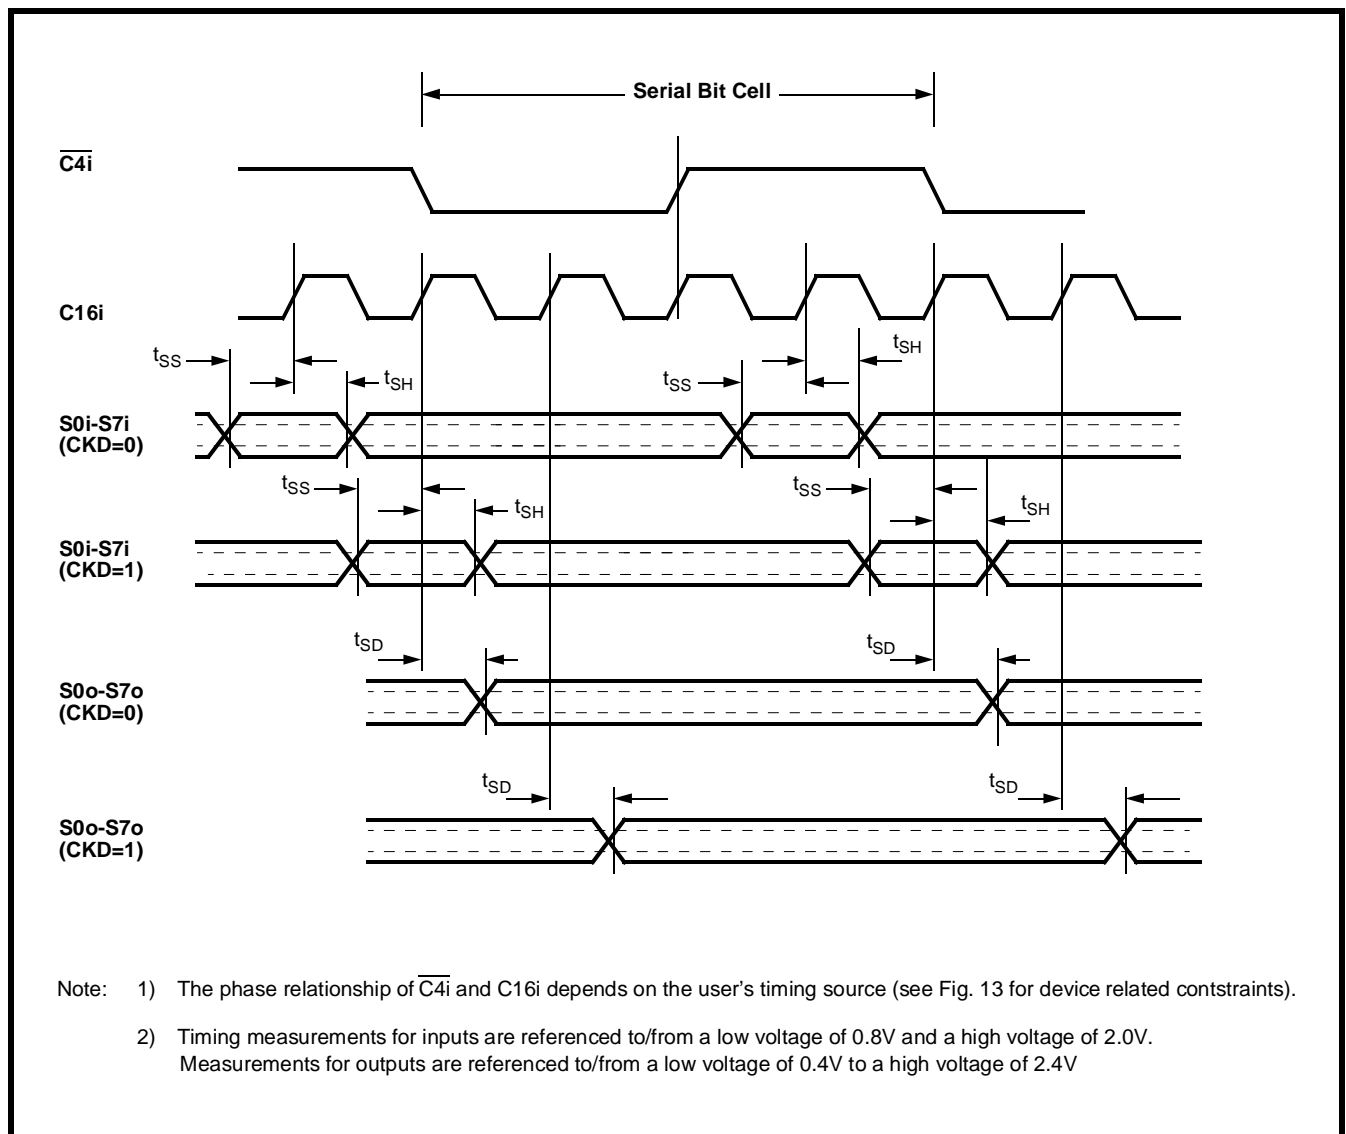 Serial Bit Cell
C4i
C16i
tSS
tSH
tSS
tSH
S0i-S7i
(CKD=0)
tSS
tSH
tSS
tSH
S0i-S7i
(CKD=1)
tSD
tSD
S0o-S7o
(CKD=0)
tSD
tSD
S0o-S7o
(CKD=1)
Note: 1) The phase relationship of C4i and C16i depends on the user's timing source (see Fig. 13 for device related contstraints).
2) Timing measurements for inputs are referenced to/from a low voltage of 0.8V and a high voltage of 2.0V.
Measurements for outputs are referenced to/from a low voltage of 0.4V to a high voltage of 2.4V